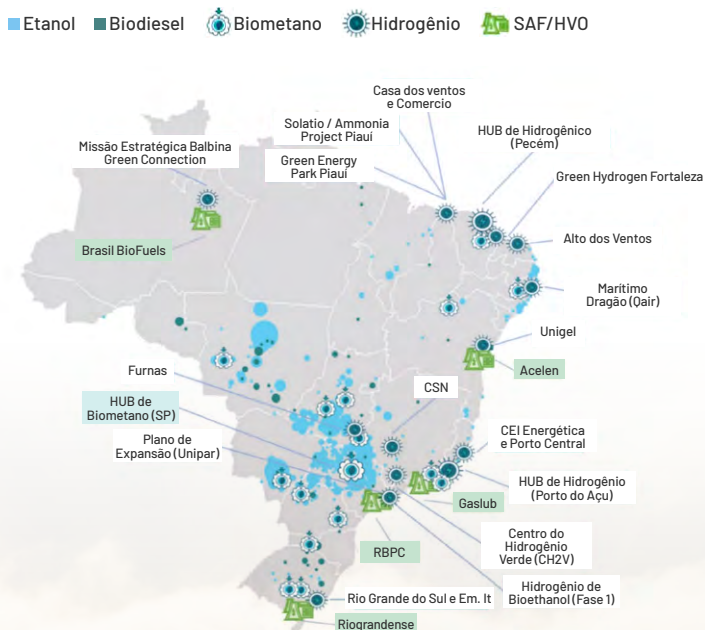 Etanol Biodiesel Biometano Hidrogênio SAF/HVO
Casa dos ventos
e Comercio
Solatio / Ammonia
Project Piauí
Green Energy
Park Piauí
Missão Estratégica Balbina
Green Connection
HUB de Hidrogênico
(Pecém)
Green Hydrogen Fortaleza
Alto dos Ventos
Brasil BioFuels
Marítimo
Dragão (Qair)
Unigel
Acelen
Furnas
CSN
HUB de
Biometano (SP)
Plano de
Expansão (Unipar)
CEI Energética
e Porto Central
HUB de Hidrogênio
(Porto do Açu)
Gaslub
Centro do
Hidrogênio
Verde (CH2V)
RBPC
Hidrogênio de
Bioethanol (Fase 1)
Rio Grande do Sul e Em. It
Riograndense